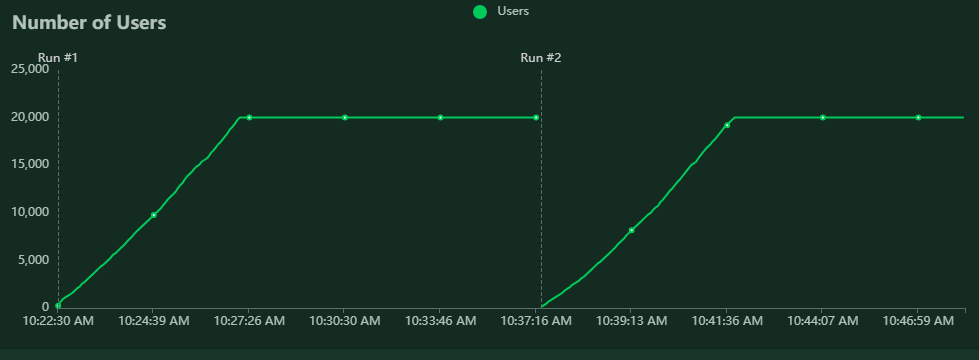 Users
Number of Users
Run #1
Run #2
25,000
20,000
15,000
10,000
5,000
0
10:22:30 AM 10:24:39 AM 10:27:26 AM 10:30:30 AM 10:33:46 AM 10:37:16 AM 10:39:13 AM 10:41:36 AM 10:44:07 AM 10:46:59 AM